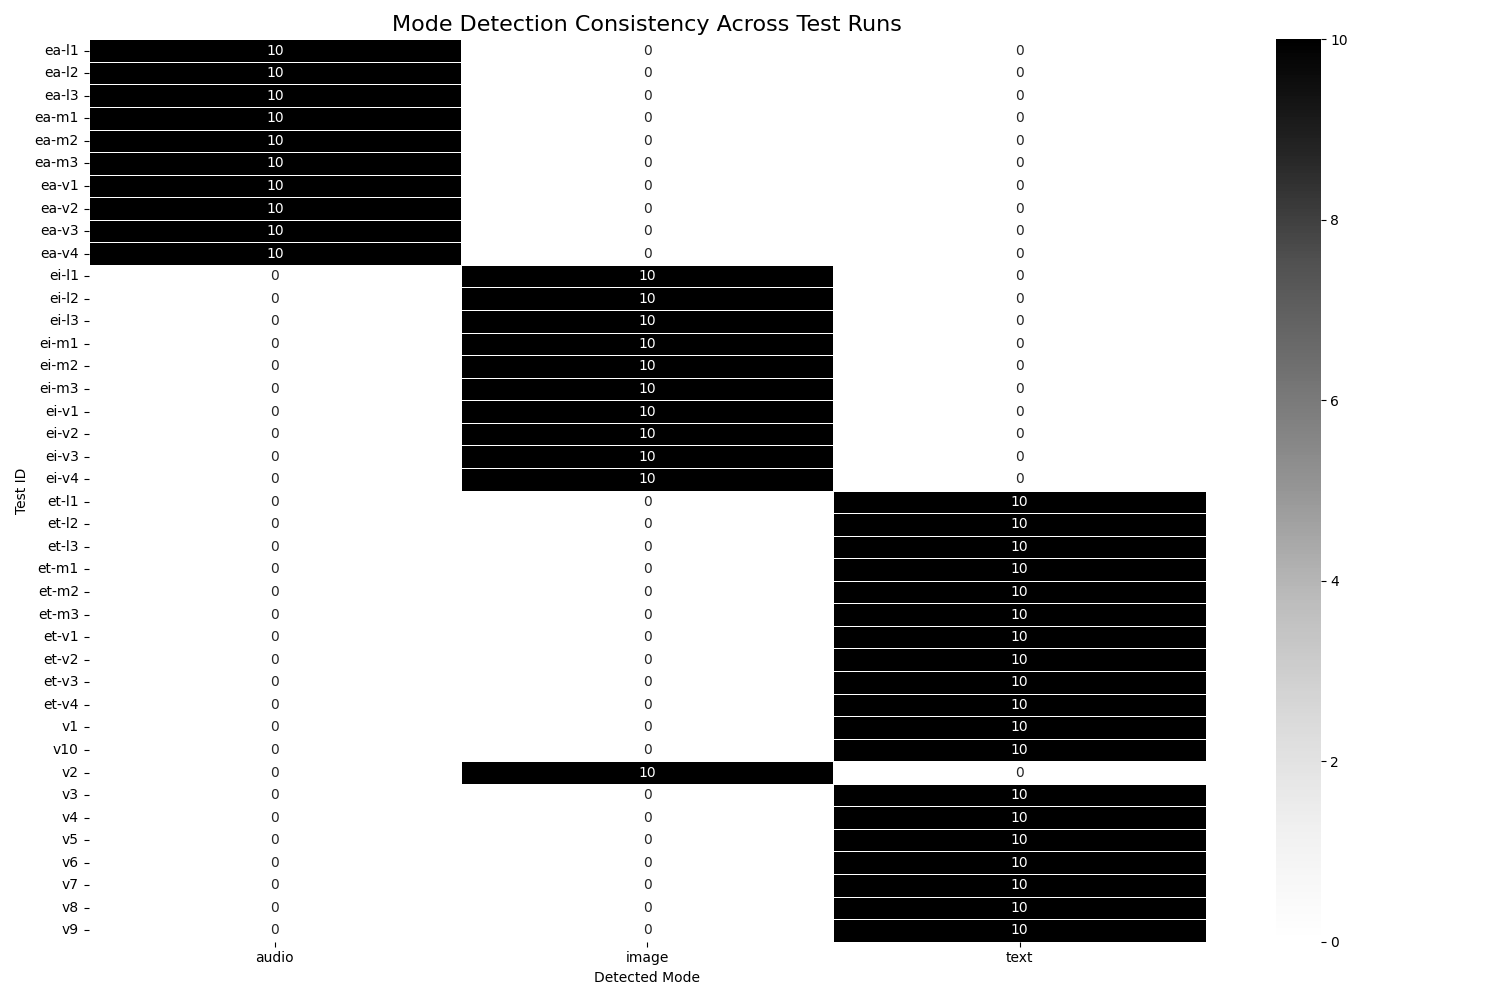 Mode Detection Consistency Across Test Runs
ea-l1 10 0 0
ea-l2 10 0 0
ea-l3 10 0 0
ea-m1 10 0 0
ea-m2 10 0 0
ea-m3 10 0 0
ea-v1 10 0 0
ea-v2 10 0 0
ea-v3 10 0 0
ea-v4 10 0 0
ei-l1 0 10 0
ei-l2 0 10 0
ei-l3 0 10 0
ei-m1 0 10 0
ei-m2 0 10 0
ei-m3 0 10 0
ei-v1 0 10 0
ei-v2 0 10 0
ei-v3 0 10 0
ei-v4 0 10 0
et-l1 0 0 10
et-l2 0 0 10
et-l3 0 0 10
et-m1 0 0 10
et-m2 0 0 10
et-m3 0 0 10
et-v1 0 0 10
et-v2 0 0 10
et-v3 0 0 10
et-v4 0 0 10
v1 0 0 10
v10 0 0 10
v2 0 10 0
v3 0 0 10
v4 0 0 10
v5 0 0 10
v6 0 0 10
v7 0 0 10
v8 0 0 10
v9 0 0 10
audio image text
Detected Mode
Test ID
10
8
6
4
2
0